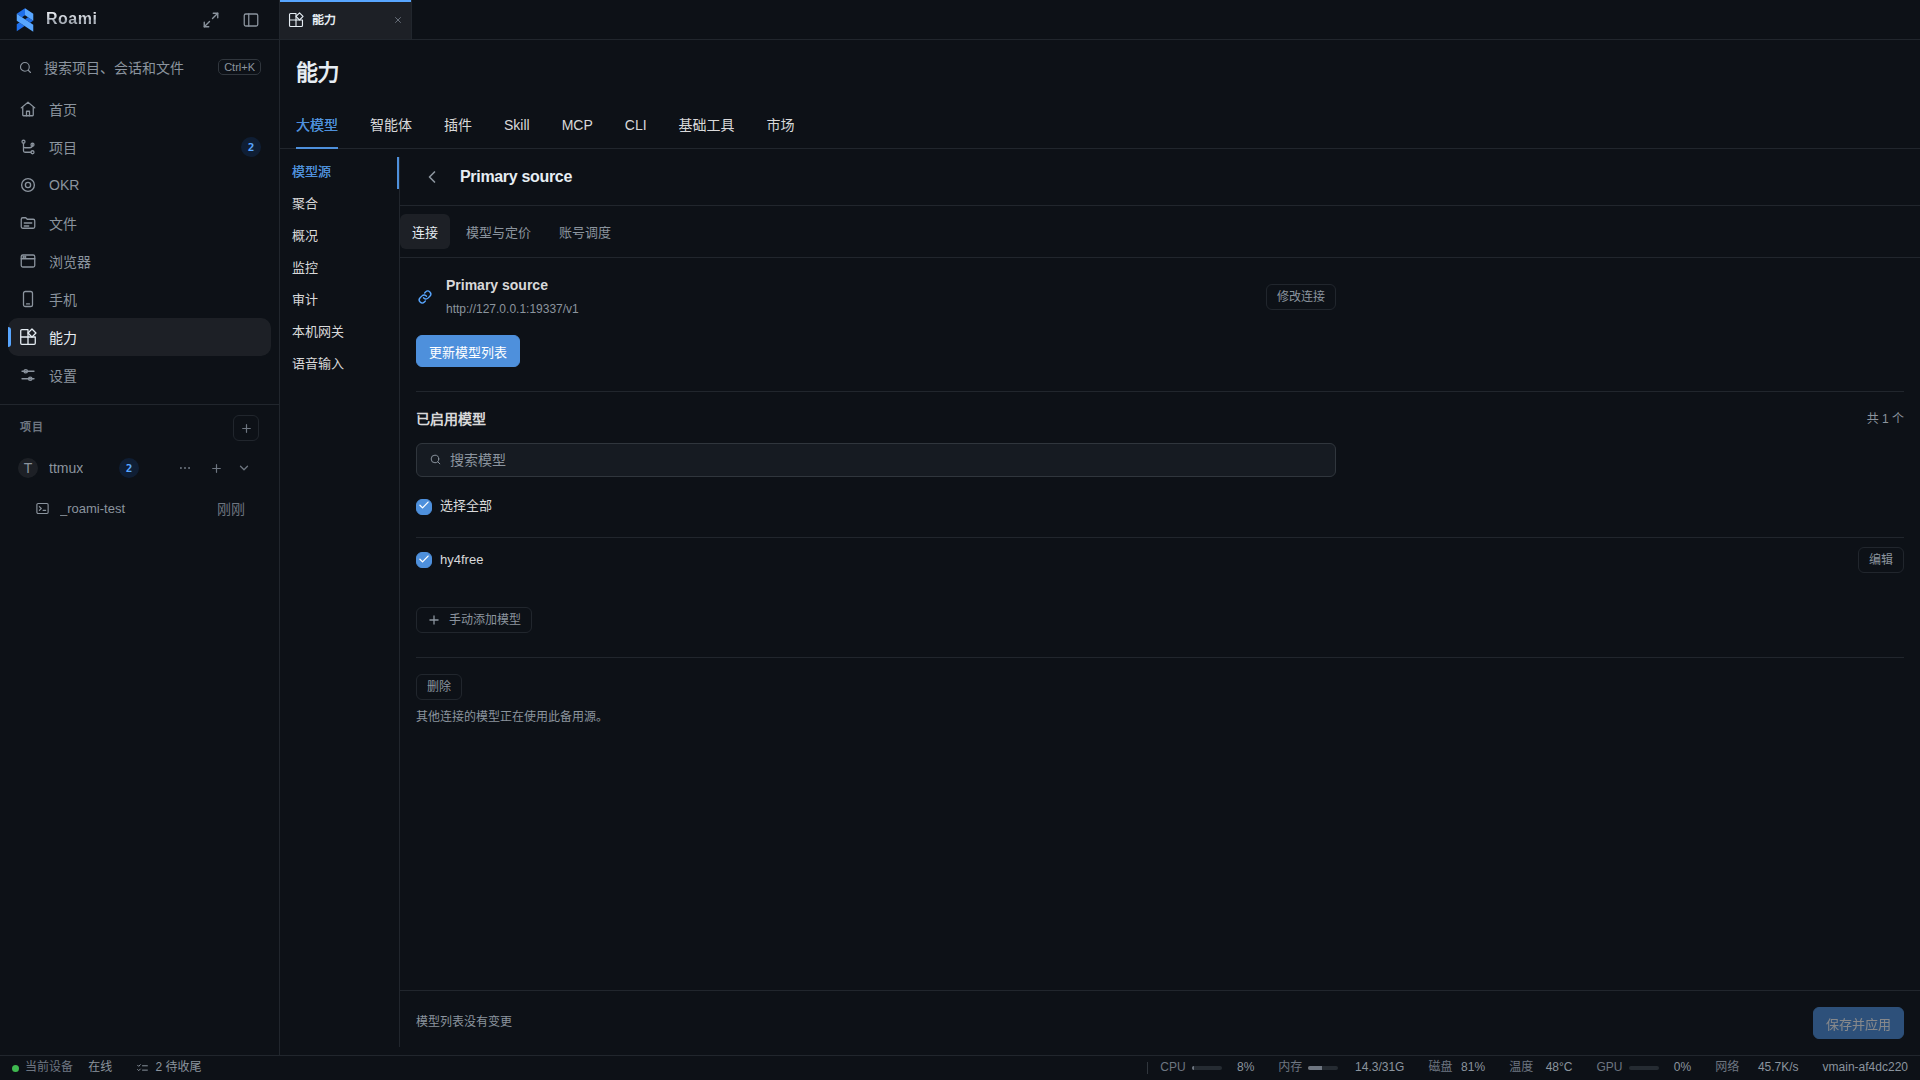 Roami
能力
搜索项目、会话和文件 Ctrl+K
首页
项目 2
OKR
文件
浏览器
手机
能力
设置
项目
T ttmux 2
_roami-test 刚刚
能力
大模型 智能体 插件 Skill MCP CLI 基础工具 市场
模型源
聚合
概况
监控
审计
本机网关
语音输入
Primary source
连接 模型与定价 账号调度
Primary source
http://127.0.0.1:19337/v1
修改连接
更新模型列表
已启用模型 共 1 个
搜索模型
选择全部
hy4free 编辑
手动添加模型
删除
其他连接的模型正在使用此备用源。
模型列表没有变更 保存并应用
当前设备 在线 2 待收尾 CPU 8% 内存 14.3/31G 磁盘 81% 温度 48°C GPU 0% 网络 45.7K/s vmain-af4dc220